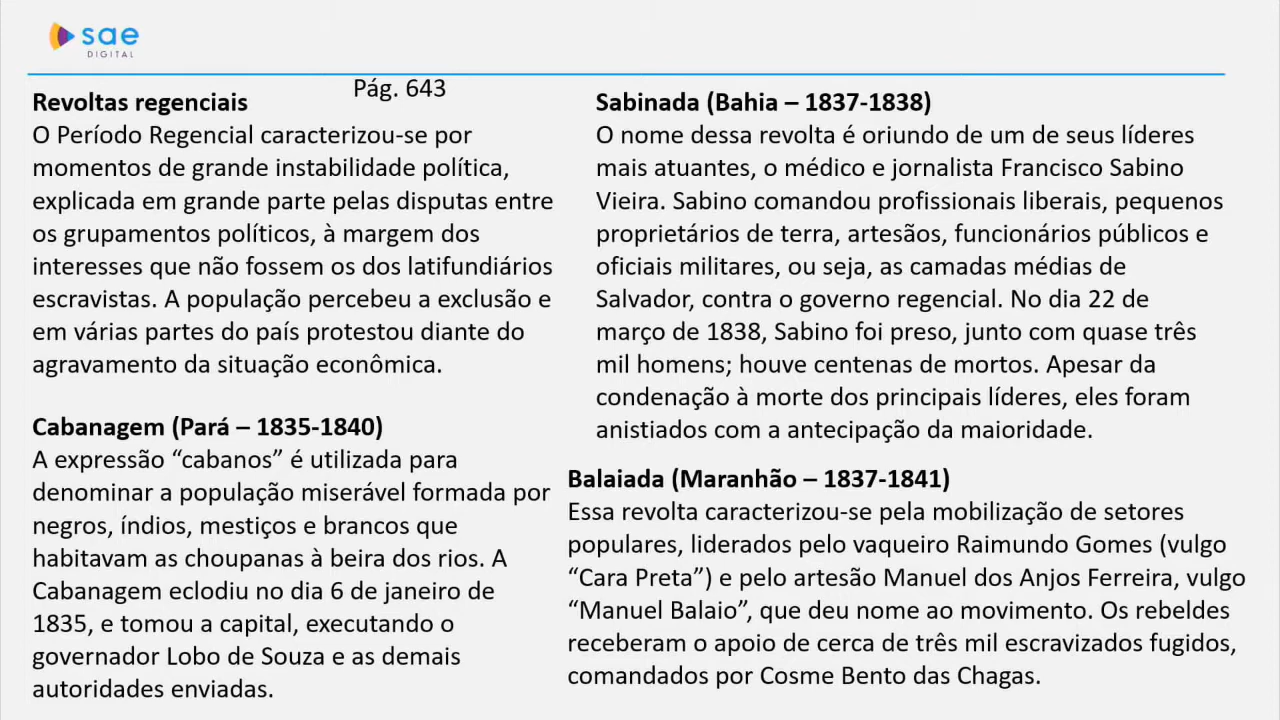 sae
DIGITAL
Pág. 643
Revoltas regenciais
O Período Regencial caracterizou-se por
momentos de grande instabilidade política,
explicada em grande parte pelas disputas entre
os grupamentos políticos, à margem dos
interesses que não fossem os dos latifundiários
escravistas. A população percebeu a exclusão e
em várias partes do país protestou diante do
agravamento da situação econômica.
Cabanagem (Pará – 1835-1840)
A expressão “cabanos” é utilizada para
denominar a população miserável formada por
negros, índios, mestiços e brancos que
habitavam as choupanas à beira dos rios. A
Cabanagem eclodiu no dia 6 de janeiro de
1835, e tomou a capital, executando o
governador Lobo de Souza e as demais
autoridades enviadas.
Sabinada (Bahia – 1837-1838)
O nome dessa revolta é oriundo de um de seus líderes
mais atuantes, o médico e jornalista Francisco Sabino
Vieira. Sabino comandou profissionais liberais, pequenos
proprietários de terra, artesãos, funcionários públicos e
oficiais militares, ou seja, as camadas médias de
Salvador, contra o governo regencial. No dia 22 de
março de 1838, Sabino foi preso, junto com quase três
mil homens; houve centenas de mortos. Apesar da
condenação à morte dos principais líderes, eles foram
anistiados com a antecipação da maioridade.
Balaiada (Maranhão – 1837-1841)
Essa revolta caracterizou-se pela mobilização de setores
populares, liderados pelo vaqueiro Raimundo Gomes (vulgo
“Cara Preta”) e pelo artesão Manuel dos Anjos Ferreira, vulgo
“Manuel Balaio”, que deu nome ao movimento. Os rebeldes
receberam o apoio de cerca de três mil escravizados fugidos,
comandados por Cosme Bento das Chagas.